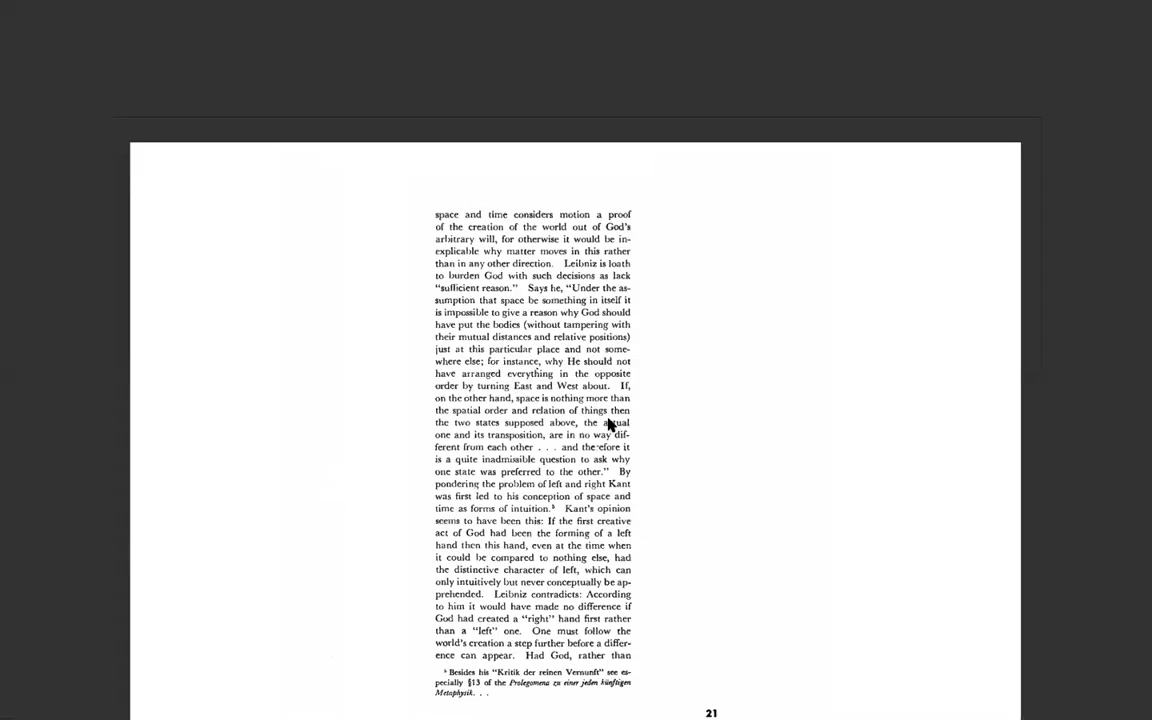 space and time considers motion a proof
of the creation of the world out of God's
arbitrary will, for otherwise it would be in-
explicable why matter moves in this rather
than in any other direction. Leibniz is loath
to burden God with such decisions as lack
“sufficient reason.” Says he, “Under the as-
sumption that space be something in itself it
is impossible to give a reason why God should
have put the bodies (without tampering with
their mutual distances and relative positions)
just at this particular place and not some-
where else; for instance, why He should not
have arranged everything in the opposite
order by turning East and West about. If,
on the other hand, space is nothing more than
the spatial order and relation of things then
the two states supposed above, the actual
one and its transposition, are in no way dif-
ferent from each other . . . and therefore it
is a quite inadmissible question to ask why
one state was preferred to the other.” By
pondering the problem of left and right Kant
was first led to his conception of space and
time as forms of intuition.⁵ Kant's opinion
seems to have been this: If the first creative
act of God had been the forming of a left
hand then this hand, even at the time when
it could be compared to nothing else, had
the distinctive character of left, which can
only intuitively but never conceptually be ap-
prehended. Leibniz contradicts: According
to him it would have made no difference if
God had created a “right” hand first rather
than a “left” one. One must follow the
world's creation a step further before a differ-
ence can appear. Had God, rather than
⁵ Besides his “Kritik der reinen Vernunft” see es-
pecially §13 of the Prolegomena zu einer jeden künftigen
Metaphysik. . .
21